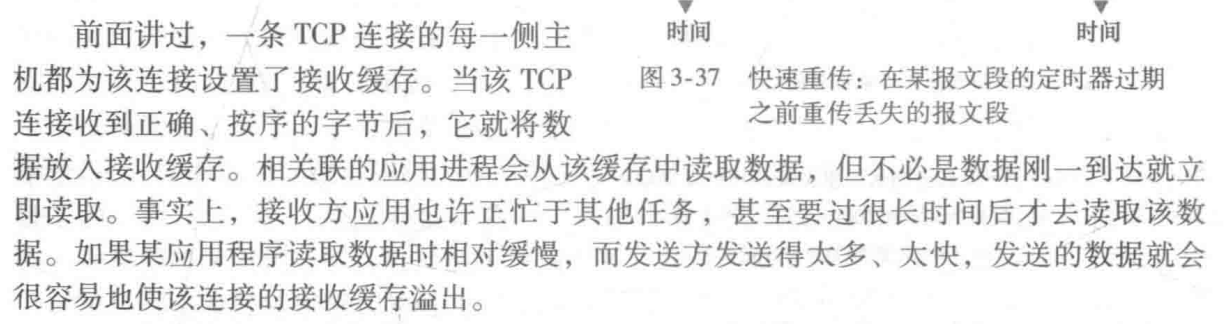 时间 时间
前面讲过，一条 TCP 连接的每一侧主
机都为该连接设置了接收缓存。当该 TCP
连接收到正确、按序的字节后，它就将数
图 3-37 快速重传：在某报文段的定时器过期
之前重传丢失的报文段
据放入接收缓存。相关联的应用进程会从该缓存中读取数据，但不必是数据刚一到达就立
即读取。事实上，接收方应用也许正忙于其他任务，甚至要过很长时间后才去读取该数
据。如果某应用程序读取数据时相对缓慢，而发送方发送得太多、太快，发送的数据就会
很容易地使该连接的接收缓存溢出。